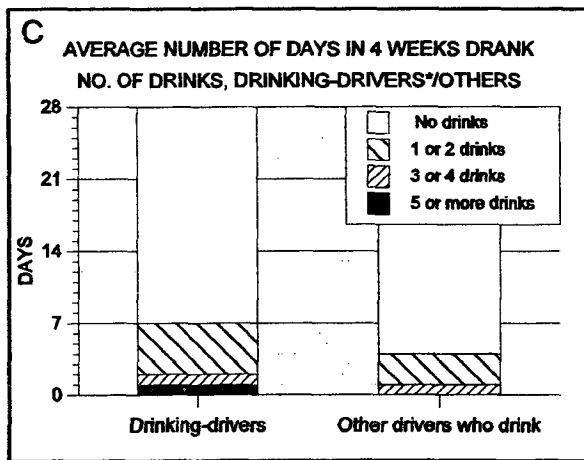 C
AVERAGE NUMBER OF DAYS IN 4 WEEKS DRANK
NO. OF DRINKS, DRINKING-DRIVERS*/OTHERS
28
21
14
7
0
DAYS
No drinks
1 or 2 drinks
3 or 4 drinks
5 or more drinks
Drinking-drivers
Other drivers who drink